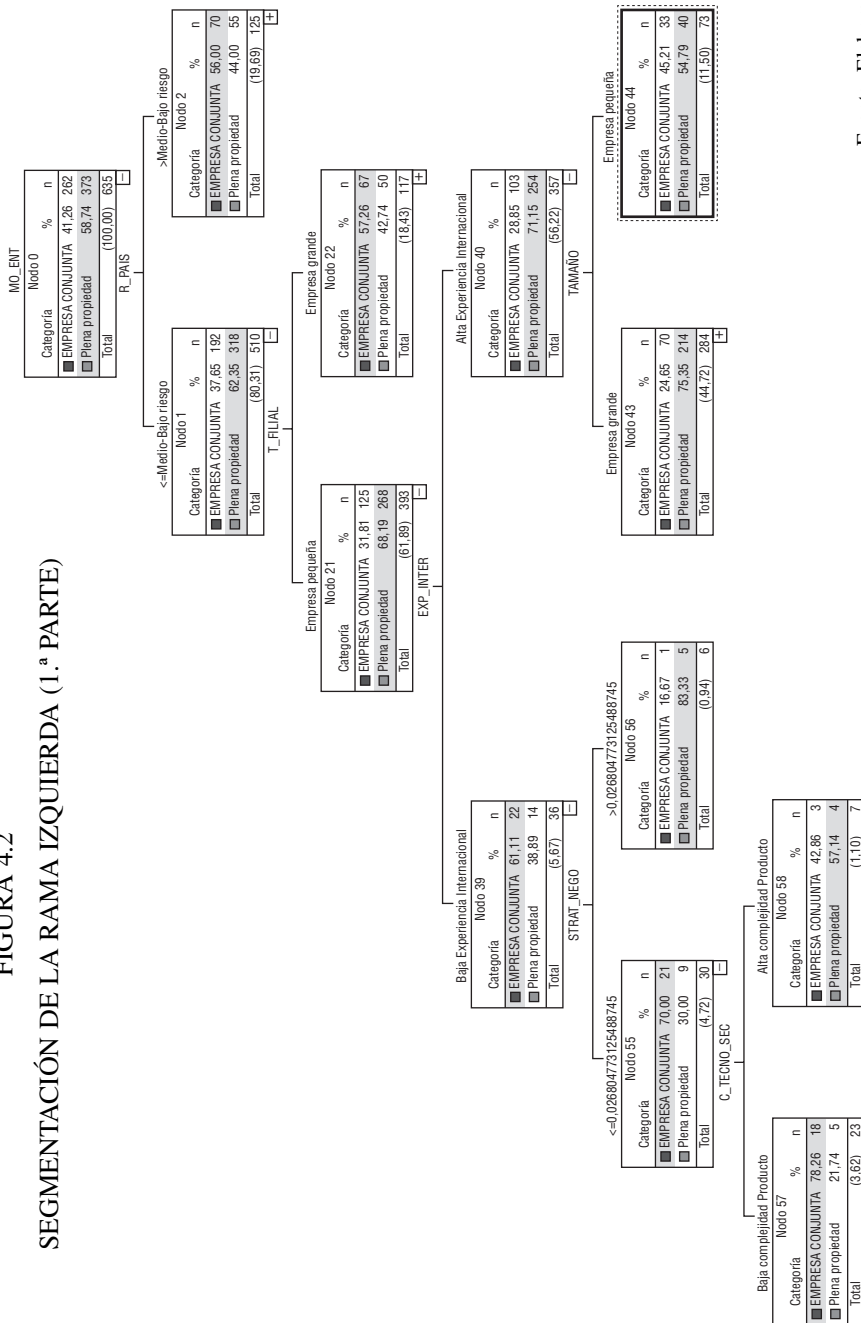 FIGURA 4.2
SEGMENTACIÓN DE LA RAMA IZQUIERDA (1.ª PARTE)
MO_ENT
Nodo 0
Categoría % n
EMPRESA CONJUNTA 41,26 262
Plena propiedad 58,74 373
Total (100,00) 635
R_PAIS
<=Medio-Bajo riesgo
Nodo 1
Categoría % n
EMPRESA CONJUNTA 37,65 192
Plena propiedad 62,35 318
Total (80,31) 510
>Medio-Bajo riesgo
Nodo 2
Categoría % n
EMPRESA CONJUNTA 56,00 70
Plena propiedad 44,00 55
Total (19,69) 125
T_FILIAL
Empresa pequeña
Nodo 21
Categoría % n
EMPRESA CONJUNTA 31,81 125
Plena propiedad 68,19 268
Total (61,89) 393
Empresa grande
Nodo 22
Categoría % n
EMPRESA CONJUNTA 57,26 67
Plena propiedad 42,74 50
Total (18,43) 117
EXP_INTER
Baja Experiencia Internacional
Nodo 39
Categoría % n
EMPRESA CONJUNTA 61,11 22
Plena propiedad 38,89 14
Total (5,67) 36
Alta Experiencia Internacional
Nodo 40
Categoría % n
EMPRESA CONJUNTA 28,85 103
Plena propiedad 71,15 254
Total (56,22) 357
STRAT_NEGO
TAMAÑO
<=0,026804773125488745
Nodo 55
Categoría % n
EMPRESA CONJUNTA 70,00 21
Plena propiedad 30,00 9
Total (4,72) 30
>0,026804773125488745
Nodo 56
Categoría % n
EMPRESA CONJUNTA 16,67 1
Plena propiedad 83,33 5
Total (0,94) 6
Empresa grande
Nodo 43
Categoría % n
EMPRESA CONJUNTA 24,65 70
Plena propiedad 75,35 214
Total (44,72) 284
Empresa pequeña
Nodo 44
Categoría % n
EMPRESA CONJUNTA 45,21 33
Plena propiedad 54,79 40
Total (11,50) 73
C_TECNO_SEC
Baja complejidad Producto
Nodo 57
Categoría % n
EMPRESA CONJUNTA 78,26 18
Plena propiedad 21,74 5
Total (3,62) 23
Alta complejidad Producto
Nodo 58
Categoría % n
EMPRESA CONJUNTA 42,86 3
Plena propiedad 57,14 4
Total (1,10) 7